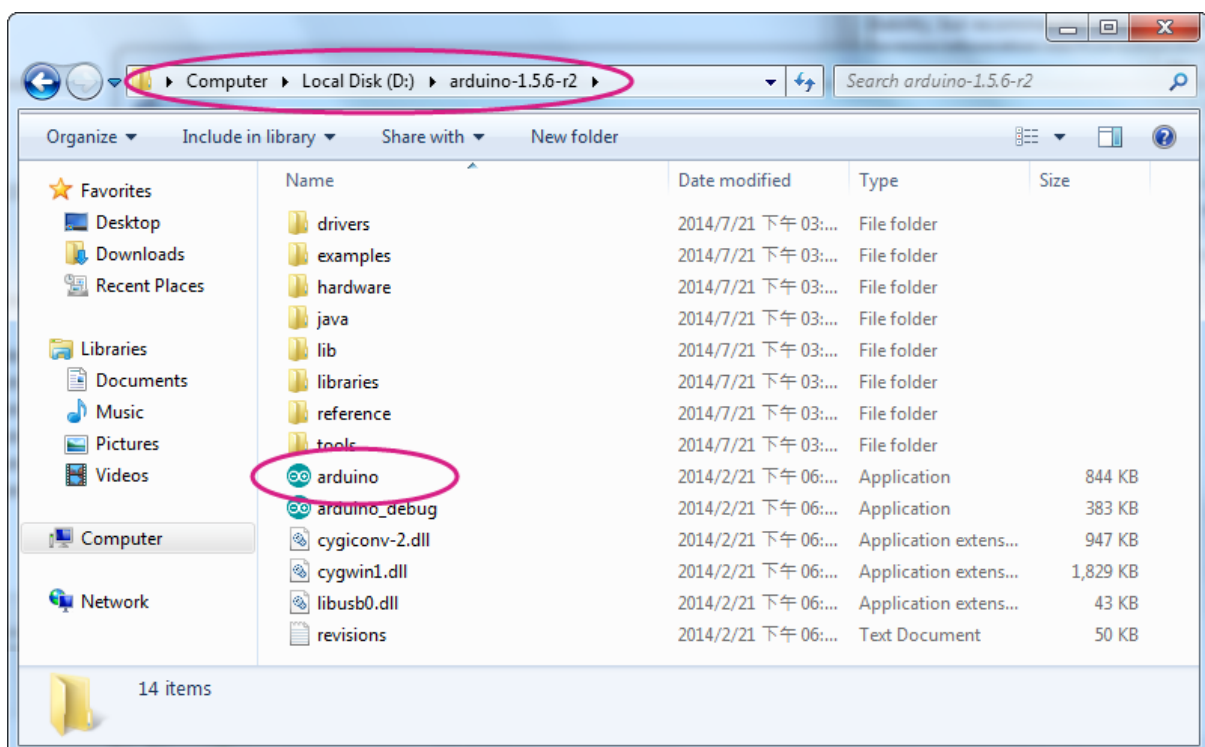 Computer Local Disk (D:) arduino-1.5.6-r2 Search arduino-1.5.6-r2
Organize Include in library Share with New folder
Favorites
Desktop
Downloads
Recent Places
Libraries
Documents
Music
Pictures
Videos
Computer
Network
Name Date modified Type Size
drivers 2014/7/21 下午 03:... File folder
examples 2014/7/21 下午 03:... File folder
hardware 2014/7/21 下午 03:... File folder
java 2014/7/21 下午 03:... File folder
lib 2014/7/21 下午 03:... File folder
libraries 2014/7/21 下午 03:... File folder
reference 2014/7/21 下午 03:... File folder
tools 2014/7/21 下午 03:... File folder
arduino 2014/2/21 下午 06:... Application 844 KB
arduino_debug 2014/2/21 下午 06:... Application 383 KB
cygiconv-2.dll 2014/2/21 下午 06:... Application extens... 947 KB
cygwin1.dll 2014/2/21 下午 06:... Application extens... 1,829 KB
libusb0.dll 2014/2/21 下午 06:... Application extens... 43 KB
revisions 2014/2/21 下午 06:... Text Document 50 KB
14 items